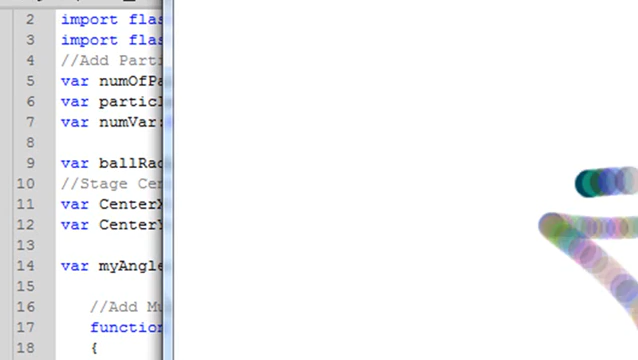 2 import flas
3 import flas
4 //Add Parti
5 var numOfPa
6 var particl
7 var numVar:
8
9 var ballRad
10 //Stage Cen
11 var CenterX
12 var CenterY
13
14 var myAngle
15
16 //Add Mu
17 function
18 {